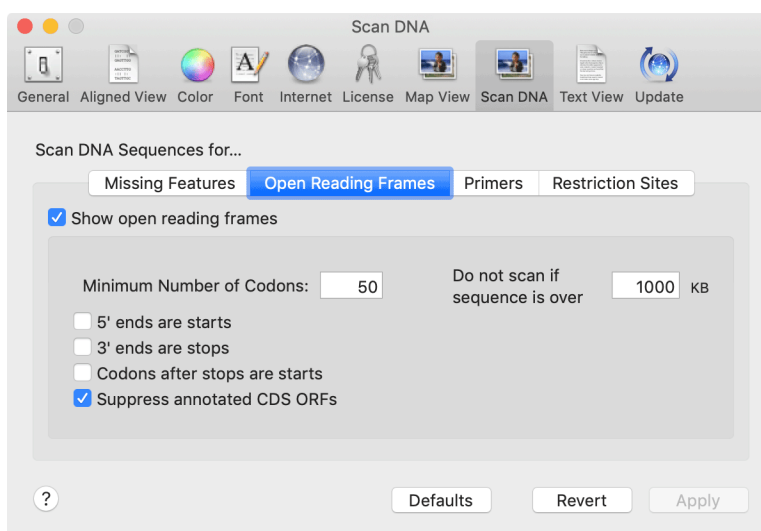 Scan DNA
General Aligned View Color Font Internet License Map View Scan DNA Text View Update
Scan DNA Sequences for...
Missing Features Open Reading Frames Primers Restriction Sites
Show open reading frames
Minimum Number of Codons: 50
Do not scan if
sequence is over 1000 KB
5' ends are starts
3' ends are stops
Codons after stops are starts
Suppress annotated CDS ORFs
? Defaults Revert Apply